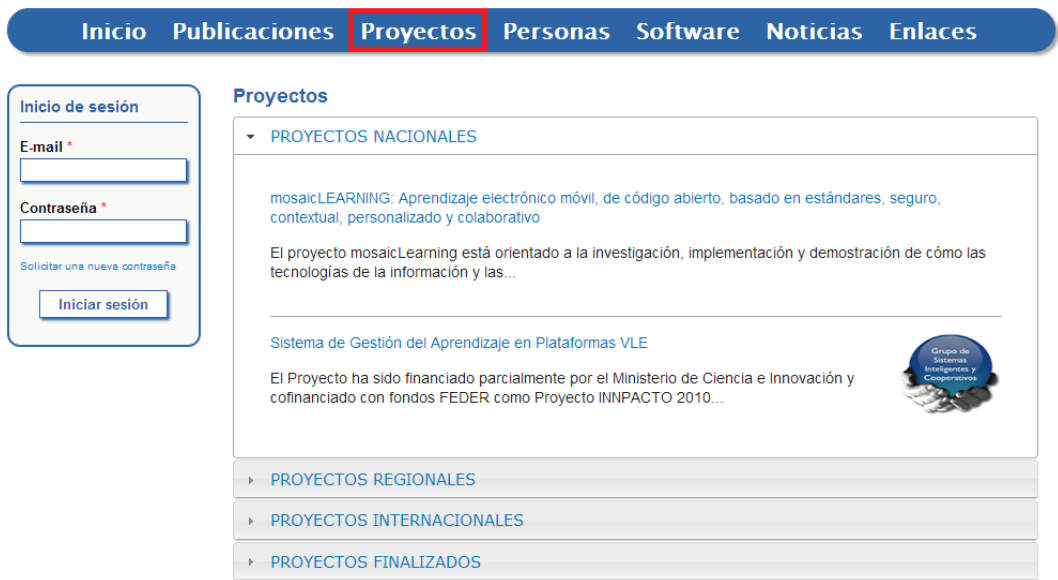 Inicio Publicaciones Proyectos Personas Software Noticias Enlaces
Inicio de sesión
E-mail *
Contraseña *
Solicitar una nueva contraseña
Iniciar sesión
Proyectos
PROYECTOS NACIONALES
mosaicLEARNING: Aprendizaje electrónico móvil, de código abierto, basado en estándares, seguro,
contextual, personalizado y colaborativo
El proyecto mosaicLearning está orientado a la investigación, implementación y demostración de cómo las
tecnologías de la información y las...
Sistema de Gestión del Aprendizaje en Plataformas VLE
El Proyecto ha sido financiado parcialmente por el Ministerio de Ciencia e Innovación y
cofinanciado con fondos FEDER como Proyecto INNPACTO 2010...
Grupo de
Sistemas
Inteligentes y
Cooperativos
PROYECTOS REGIONALES
PROYECTOS INTERNACIONALES
PROYECTOS FINALIZADOS